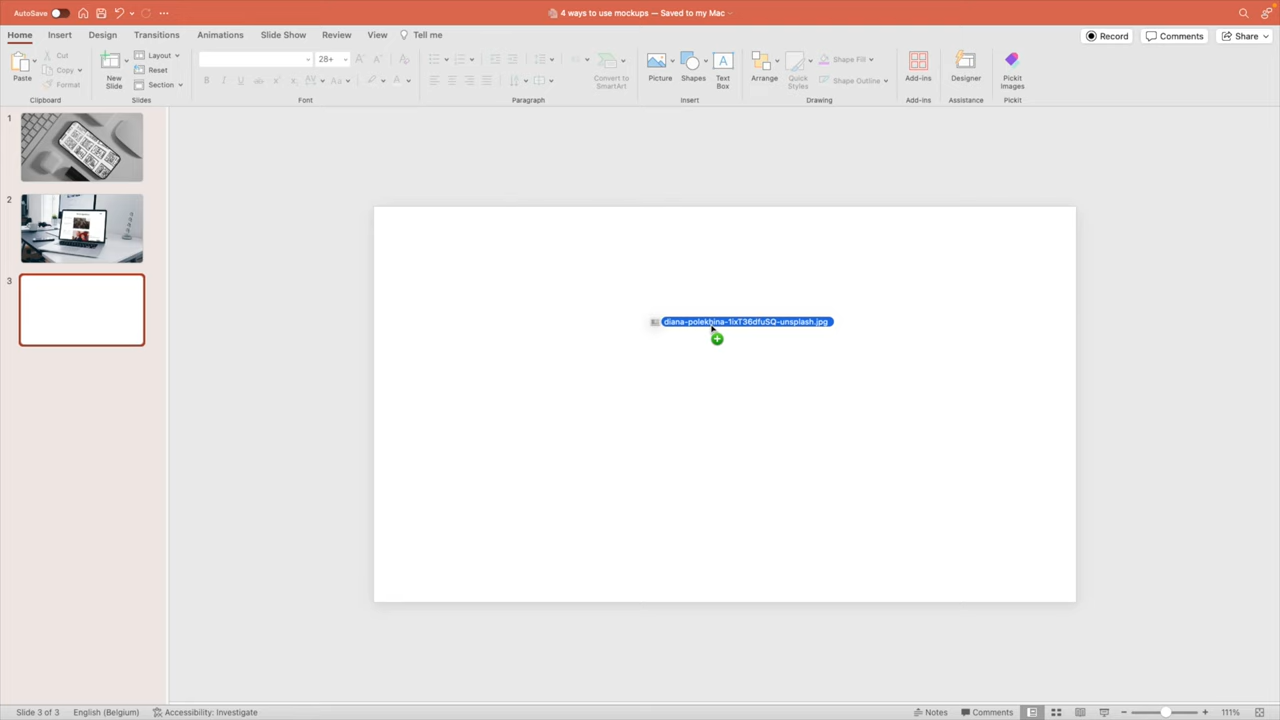 AutoSave
4 ways to use mockups — Saved to my Mac
Home Insert Design Transitions Animations Slide Show Review View Tell me
Record Comments Share
Paste Cut Copy Format Clipboard
New Slide Layout Reset Section Slides
28+ Font
Convert to SmartArt Paragraph
Picture Shapes Text Box Insert
Arrange Quick Styles Shape Fill Shape Outline Drawing
Add-ins Add-ins
Designer Assistance
Pickit Images Pickit
1
2
3
diana-polekhina-1ixT36dfuSQ-unsplash.jpg
Slide 3 of 3 English (Belgium) Accessibility: Investigate Notes Comments 111%